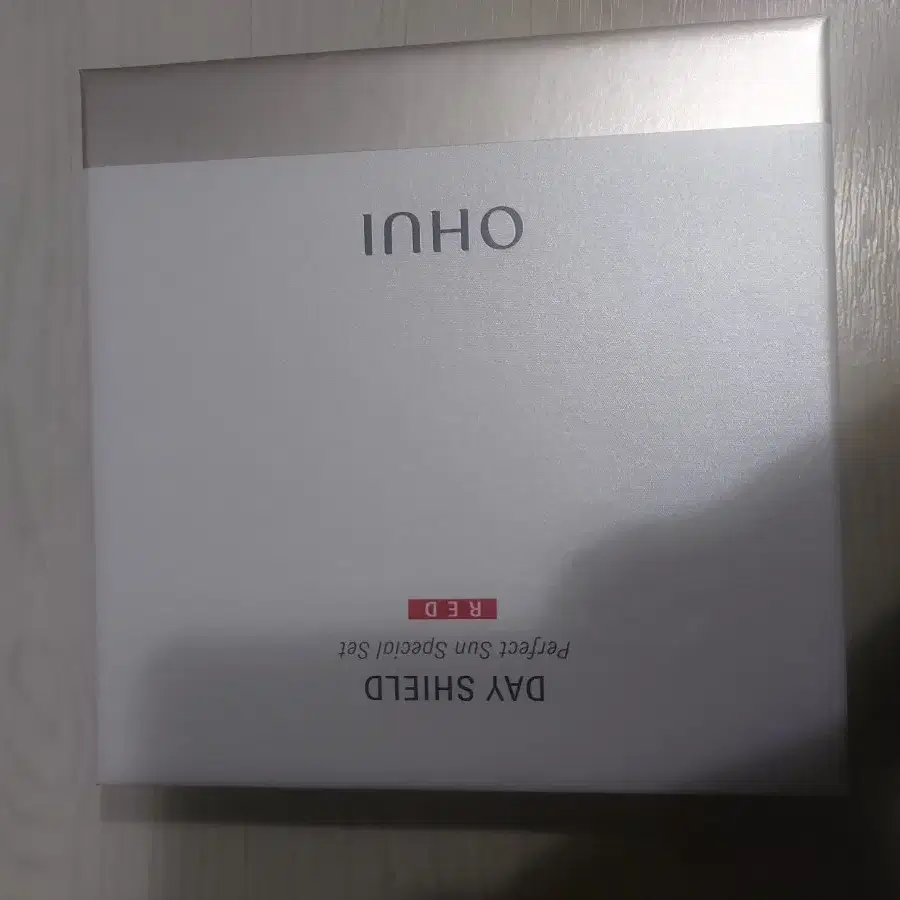 DAY SHIELD
Perfect Sun Special Set
RED
OHUI